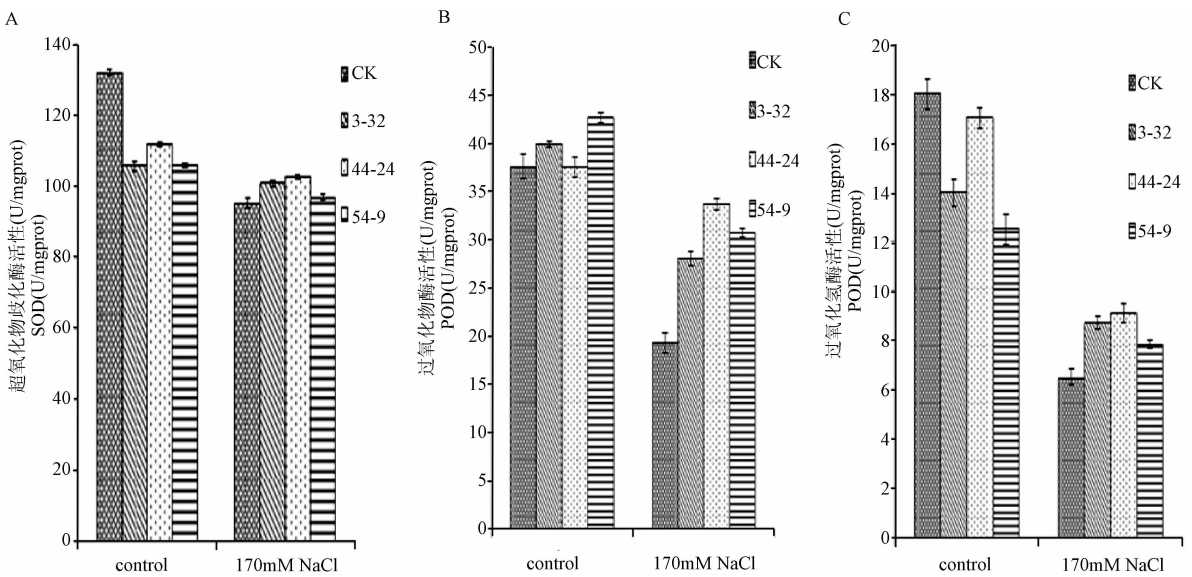 A
140
120
100
80
60
40
20
0
超氧化物歧化酶活性(U/mgprot)
SOD(U/mgprot)
CK
3-32
44-24
54-9
control
170mM NaCl
B
50
45
40
35
30
25
20
15
10
5
0
过氧化物酶活性(U/mgprot)
POD(U/mgprot)
CK
3-32
44-24
54-9
control
170mM NaCl
C
20
18
16
14
12
10
8
6
4
2
0
过氧化氢酶活性(U/mgprot)
POD(U/mgprot)
CK
3-32
44-24
54-9
control
170mM NaCl